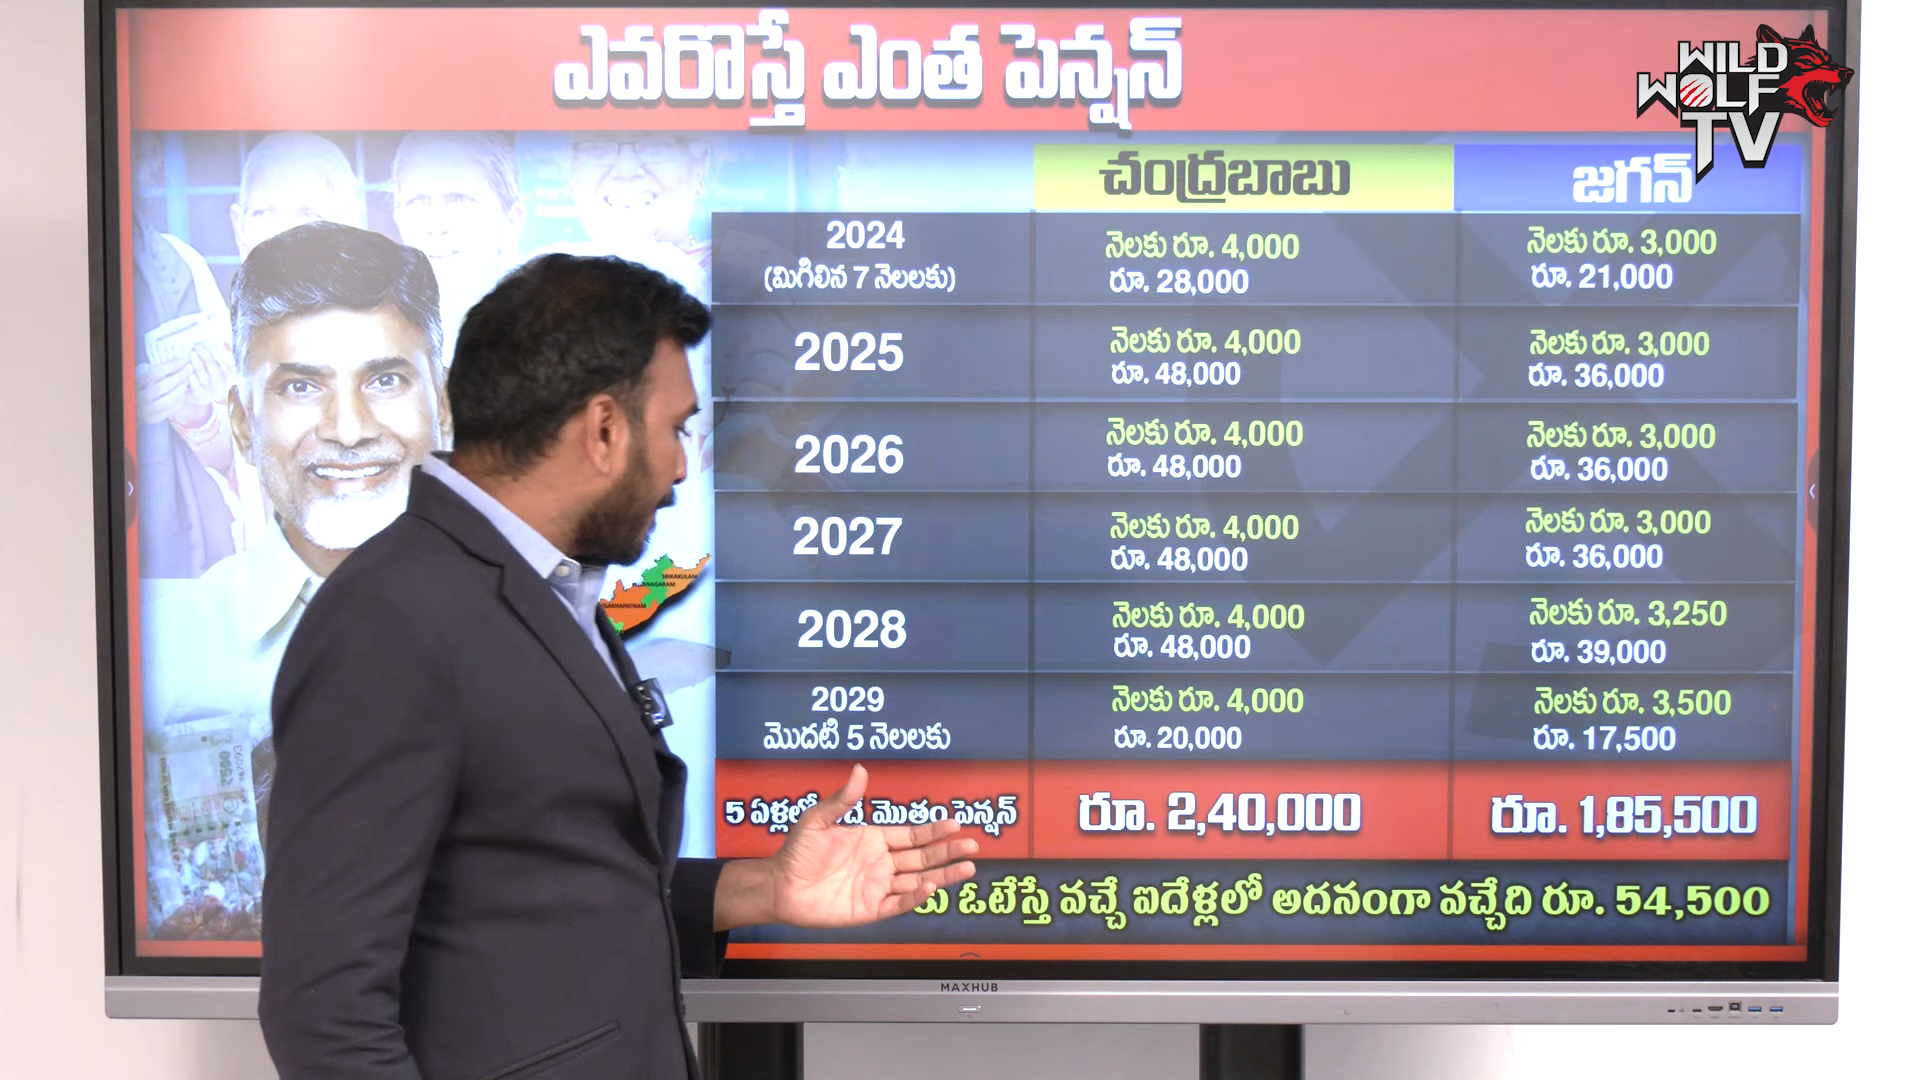 ఎవరొస్తే ఎంత పెన్షన్
WILD
WOLF
TV
చంద్రబాబు
జగన్
2024
(మిగిలిన 7 నెలలకు)
నెలకు రూ. 4,000
రూ. 28,000
నెలకు రూ. 3,000
రూ. 21,000
2025
నెలకు రూ. 4,000
రూ. 48,000
నెలకు రూ. 3,000
రూ. 36,000
2026
నెలకు రూ. 4,000
రూ. 48,000
నెలకు రూ. 3,000
రూ. 36,000
2027
నెలకు రూ. 4,000
రూ. 48,000
నెలకు రూ. 3,000
రూ. 36,000
2028
నెలకు రూ. 4,000
రూ. 48,000
నెలకు రూ. 3,250
రూ. 39,000
2029
మొదటి 5 నెలలకు
నెలకు రూ. 4,000
రూ. 20,000
నెలకు రూ. 3,500
రూ. 17,500
5 మొతం పెన్షన్
రూ. 2,40,000
రూ. 1,85,500
ఓటేస్తే వచ్చే ఐదేళ్లలో అదనంగా వచ్చేది రూ. 54,500
SRIKAKULAM
MAXHUB